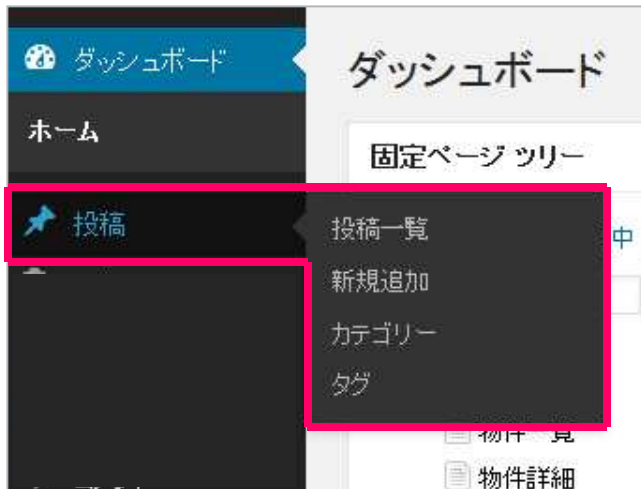 ダッシュボード
ホーム
投稿
投稿一覧
新規追加
カテゴリー
タグ
ダッシュボード
固定ページ ツリー
中
物件一覧
物件詳細